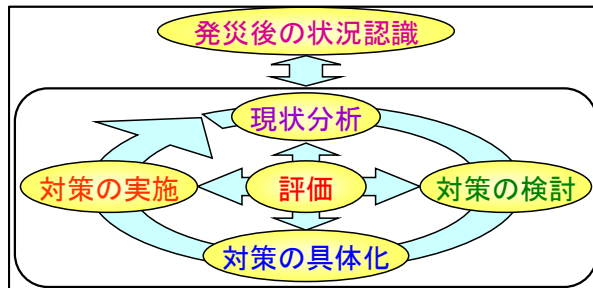 発災後の状況認識
現状分析
対策の実施
評価
対策の検討
対策の具体化